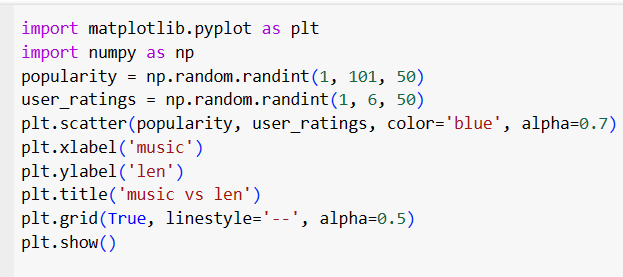 import matplotlib.pyplot as plt
import numpy as np
popularity = np.random.randint(1, 101, 50)
user_ratings = np.random.randint(1, 6, 50)
plt.scatter(popularity, user_ratings, color='blue', alpha=0.7)
plt.xlabel('music')
plt.ylabel('len')
plt.title('music vs len')
plt.grid(True, linestyle='--', alpha=0.5)
plt.show()